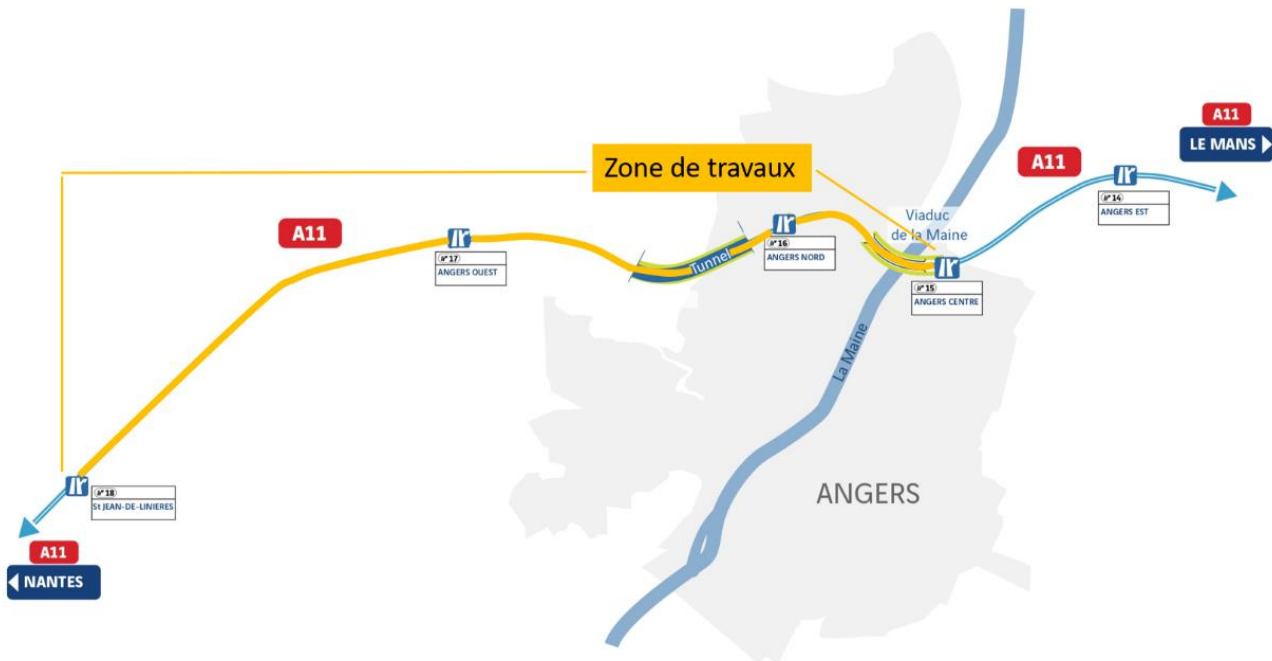 A11
LE MANS
Zone de travaux
A11
n°14
ANGERS EST
Viaduc
de la Maine
A11
n°17
ANGERS OUEST
Tunnel
n°16
ANGERS NORD
n°15
ANGERS CENTRE
La Maine
ANGERS
n°18
St JEAN-DE-LINIERES
A11
NANTES